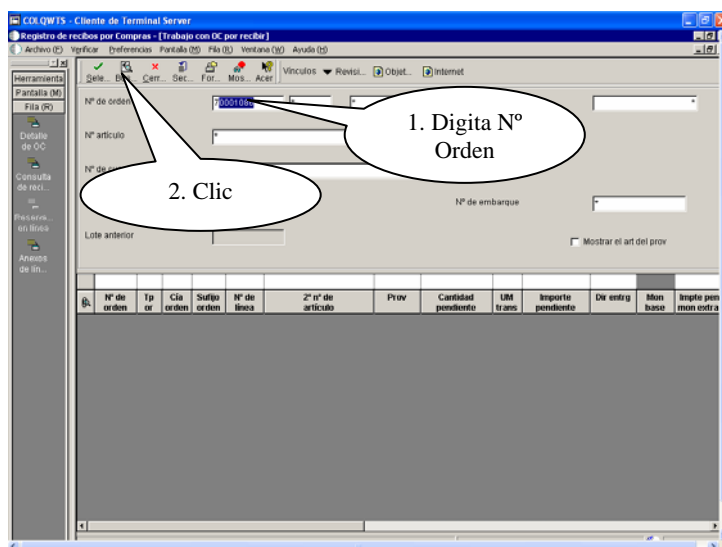 COLQWTS - Cliente de Terminal Server
Registro de recibos por Compras - [Trabajo con OC por recibir]
Archivo (F) Verificar Preferencias Pantalla (M) Fila (R) Ventana (W) Ayuda (H)
Sele... Bús... Cerr... Sec... For... Mos... Acer Vínculos Revisi... Objet... Internet
Herramienta
Pantalla (M)
Fila (R)
Detalle
de OC
Consulta
de reci...
en línea
Anexos
de lín...
Nº de orden
* *
*
1. Digita Nº
Orden
Nº artículo *
2. Clic
Nº de embarque *
Lote anterior
Mostrar el art del prov
Nº de
orden
Tp
or
Cía
orden
Sufijo
orden
Nº de
línea
2º nº de
artículo
Prov
Cantidad
pendiente
UM
trans
Importe
pendiente
Dir entrg
Mon
base
Impte pen
mon extra